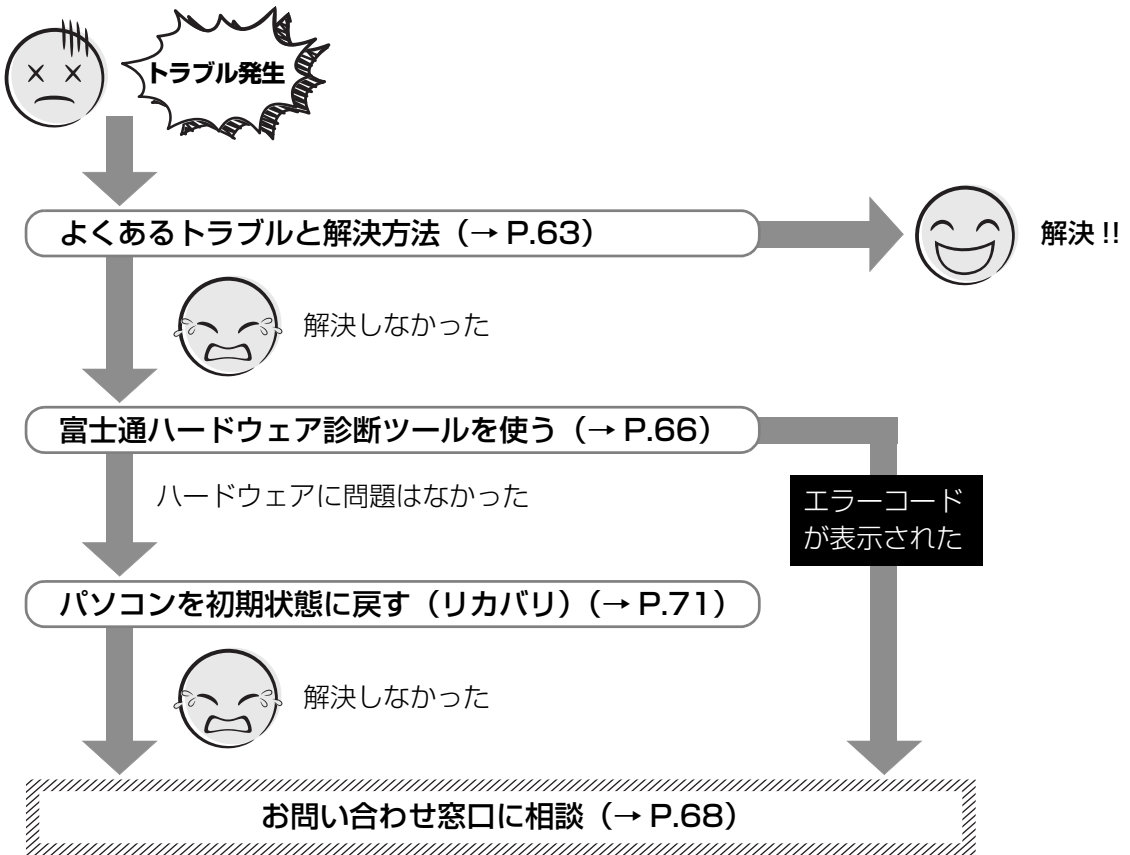 トラブル発生
よくあるトラブルと解決方法（→ P.63）
解決 !!
解決しなかった
富士通ハードウェア診断ツールを使う（→ P.66）
ハードウェアに問題はなかった
エラーコード
が表示された
パソコンを初期状態に戻す（リカバリ）（→ P.71）
解決しなかった
お問い合わせ窓口に相談（→ P.68）